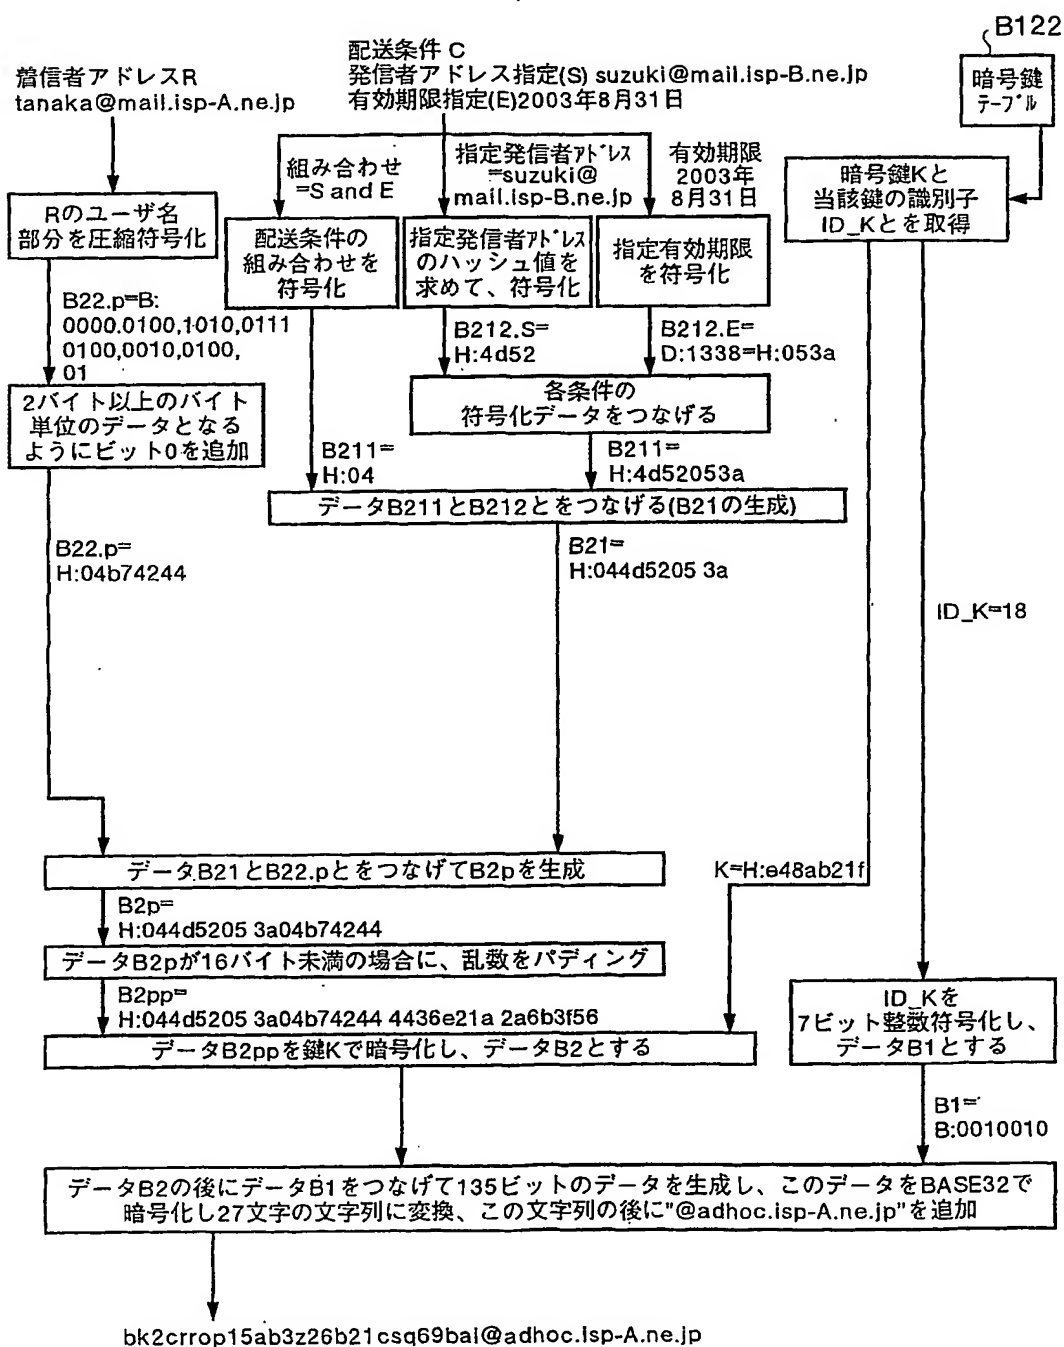 B122
暗号鍵
テーブル
着信者アドレスR
tanaka@mail.isp-A.ne.jp
配送条件 C
発信者アドレス指定(S) suzuki@mail.isp-B.ne.jp
有効期限指定(E)2003年8月31日
組み合わせ
=S and E
指定発信者アドレス
=suzuki@
mail.isp-B.ne.jp
有効期限
2003年
8月31日
暗号鍵Kと
当該鍵の識別子
ID_Kとを取得
Rのユーザ名
部分を圧縮符号化
配送条件の
組み合わせを
符号化
指定発信者アドレス
のハッシュ値を
求めて、符号化
指定有効期限
を符号化
B22.p=B:
0000.0100,1010,0111
0100,0010,0100,
01
B212.S=
H:4d52
B212.E=
D:1338=H:053a
2バイト以上のバイト
単位のデータとなる
ようにビット0を追加
各条件の
符号化データをつなげる
B211=
H:04
B211=
H:4d52053a
データB211とB212とをつなげる(B21の生成)
B22.p=
H:04b74244
B21=
H:044d5205 3a
ID_K=18
データB21とB22.pとをつなげてB2pを生成
K=H:e48ab21f
B2p=
H:044d5205 3a04b74244
データB2pが16バイト未満の場合に、乱数をパディング
B2pp=
H:044d5205 3a04b74244 4436e21a 2a6b3f56
データB2ppを鍵Kで暗号化し、データB2とする
ID_Kを
7ビット整数符号化し、
データB1とする
B1=
B:0010010
データB2の後にデータB1をつなげて135ビットのデータを生成し、このデータをBASE32で
暗号化し27文字の文字列に変換、この文字列の後に"@adhoc.isp-A.ne.jp"を追加
bk2crrop15ab3z26b21csq69bai@adhoc.isp-A.ne.jp